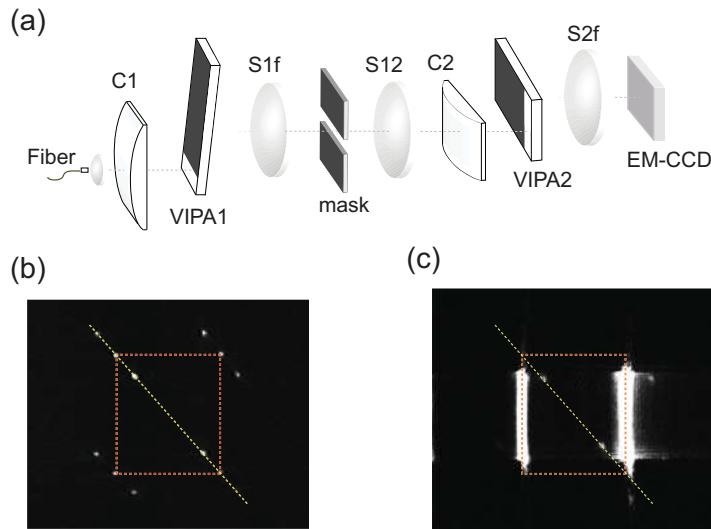 (a)
S2f
S1f
S12
C2
C1
Fiber
EM-CCD
VIPA2
mask
VIPA1
(b)
(c)